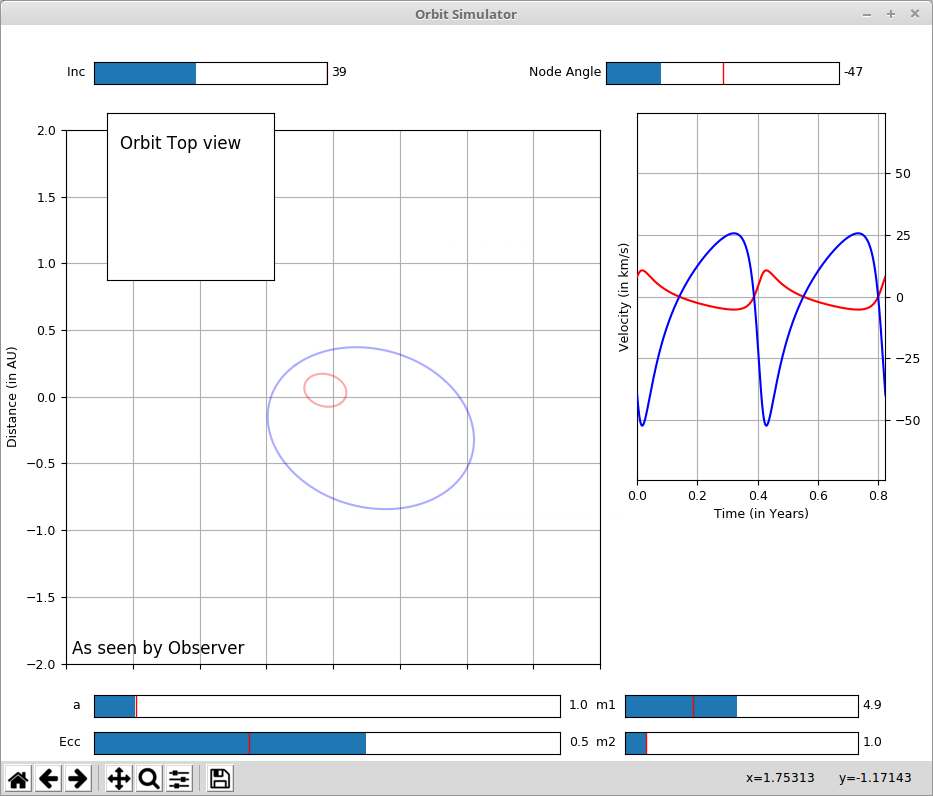 Orbit Simulator
Inc 39
Node Angle -47
Orbit Top view
2.0
1.5
1.0
0.5
0.0
−0.5
−1.0
−1.5
−2.0
Distance (in AU)
As seen by Observer
50
25
0
−25
−50
Velocity (in km/s)
0.0 0.2 0.4 0.6 0.8
Time (in Years)
a 1.0
m1 4.9
Ecc 0.5
m2 1.0
x=1.75313 y=-1.17143